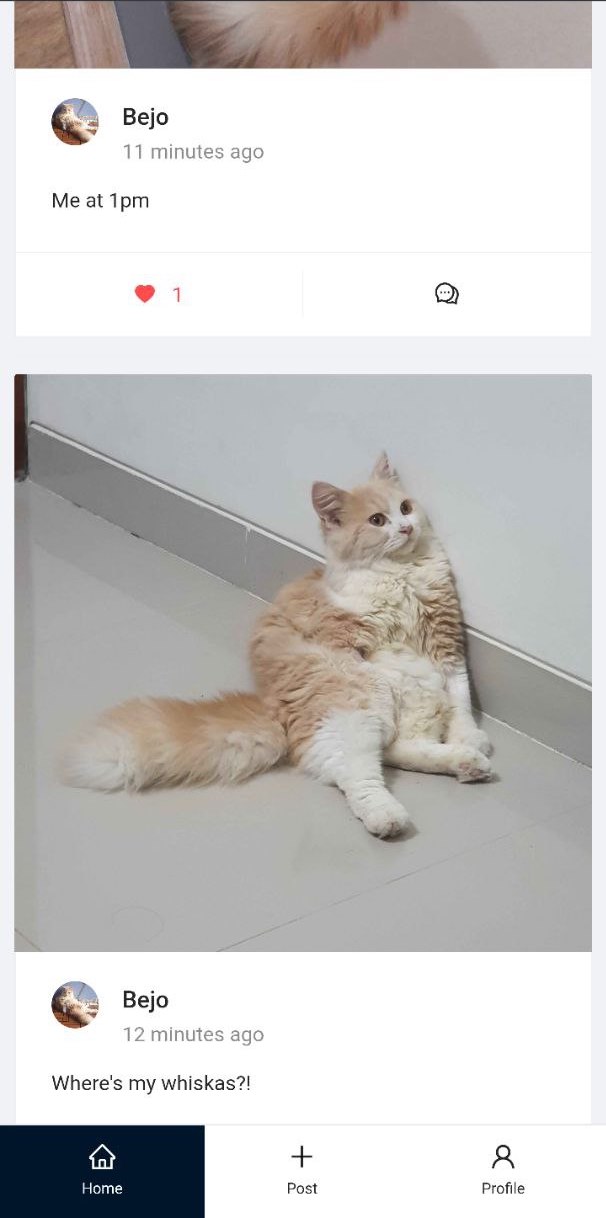 Bejo
11 minutes ago
Me at 1pm
1
Bejo
12 minutes ago
Where's my whiskas?!
Home
Post
Profile